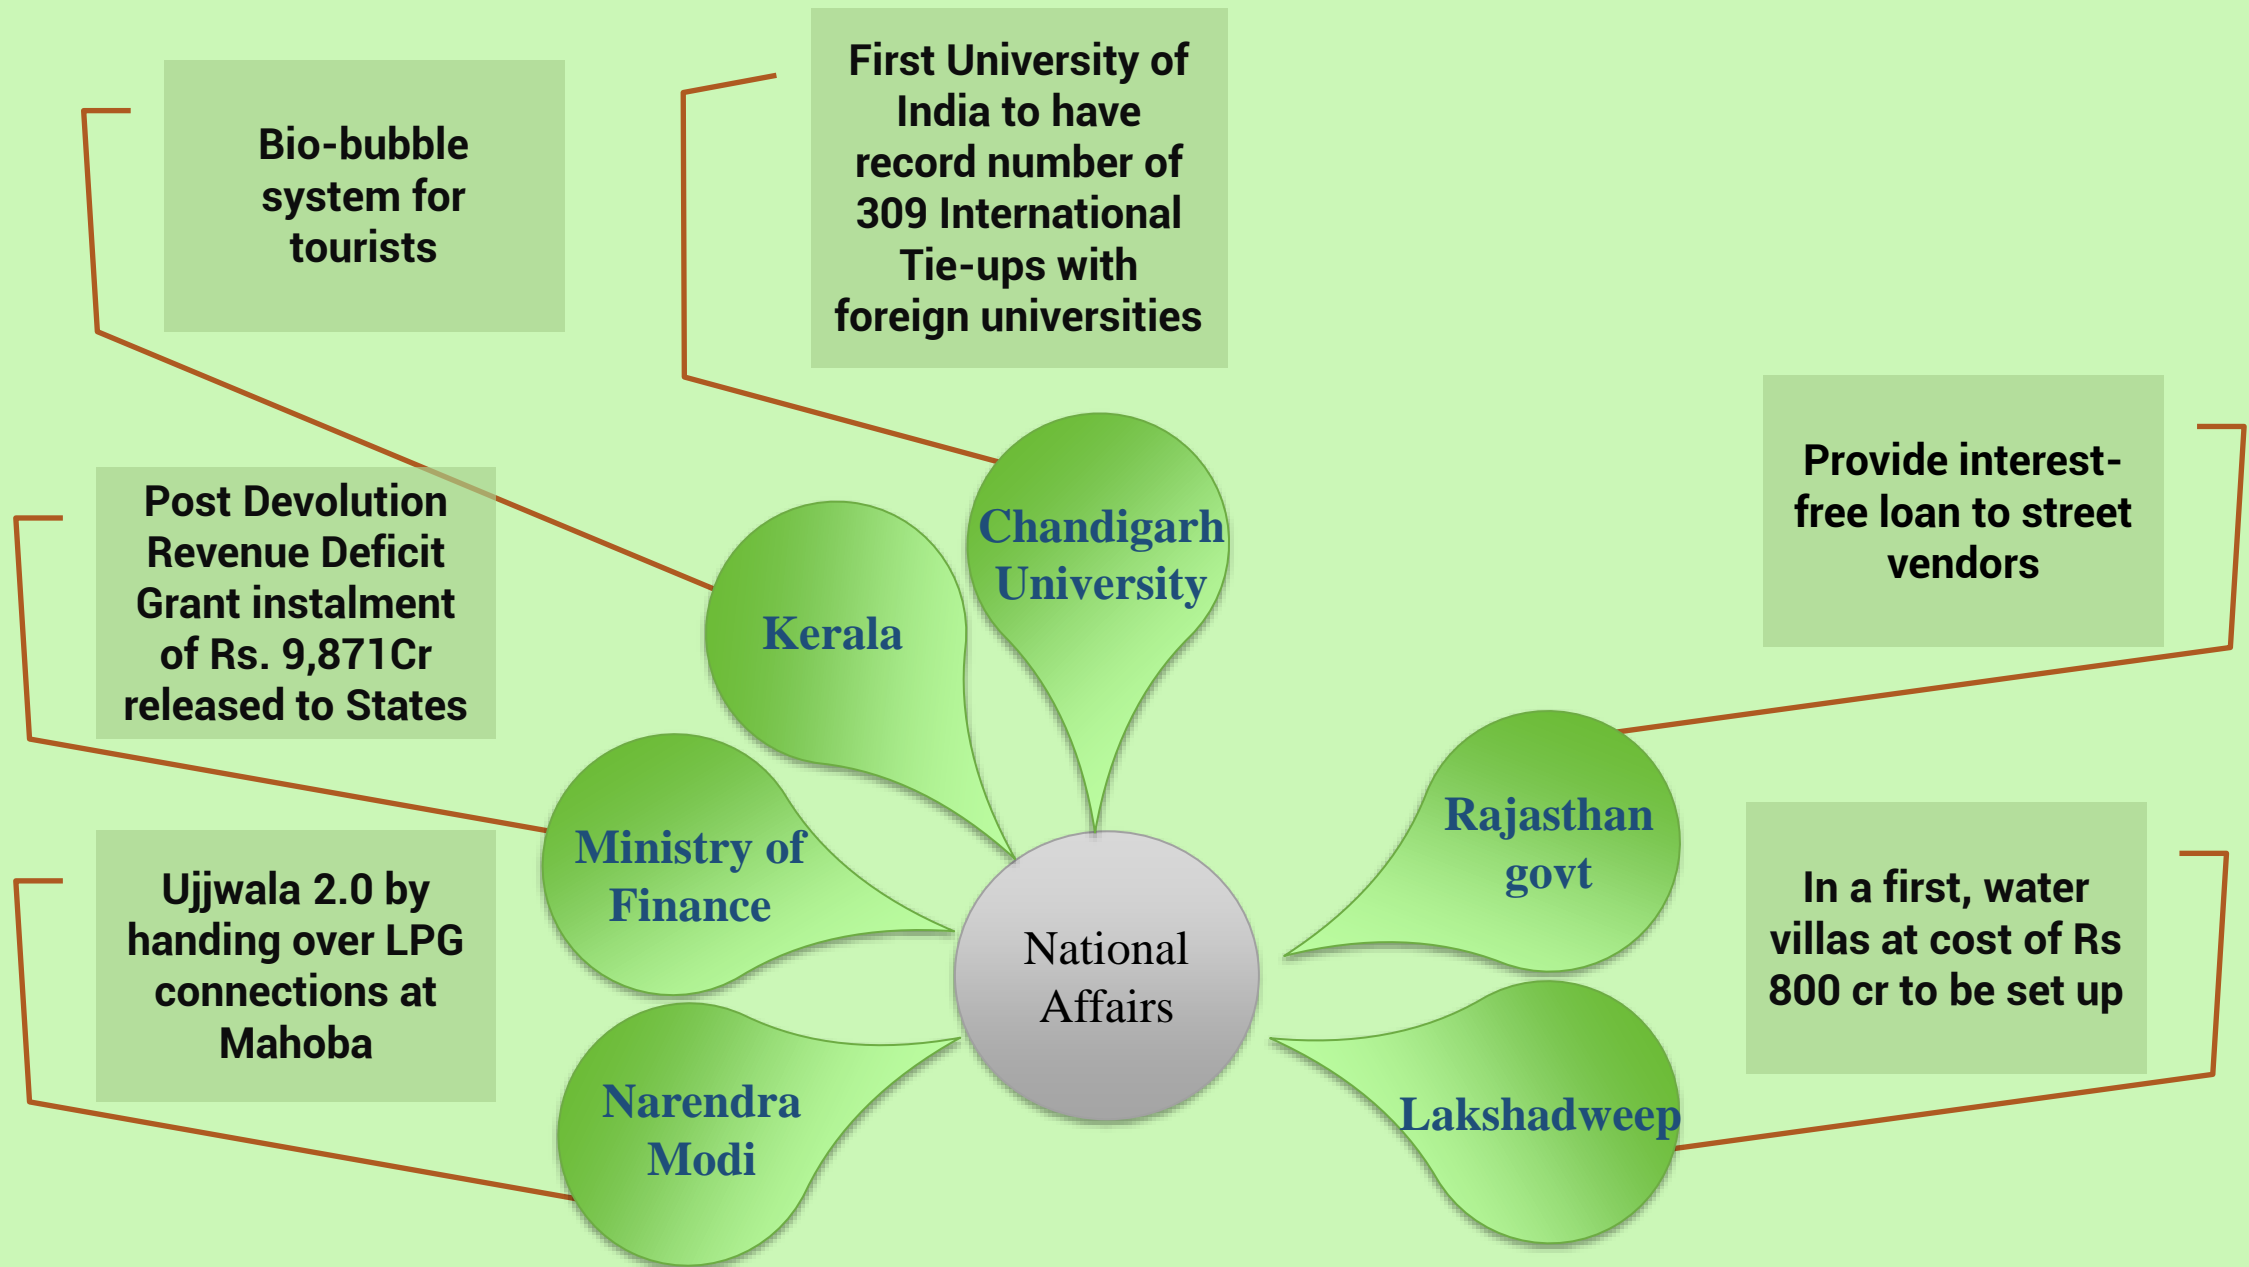 Bio-bubble
system for
tourists
First University of
India to have
record number of
309 International
Tie-ups with
foreign universities
Provide interest-
free loan to street
vendors
Post Devolution
Revenue Deficit
Grant instalment
of Rs. 9,871Cr
released to States
Chandigarh
University
Kerala
Rajasthan
govt
Ministry of
Finance
In a first, water
villas at cost of Rs
800 cr to be set up
Ujjwala 2.0 by
handing over LPG
connections at
Mahoba
National
Affairs
Narendra
Modi
Lakshadweep